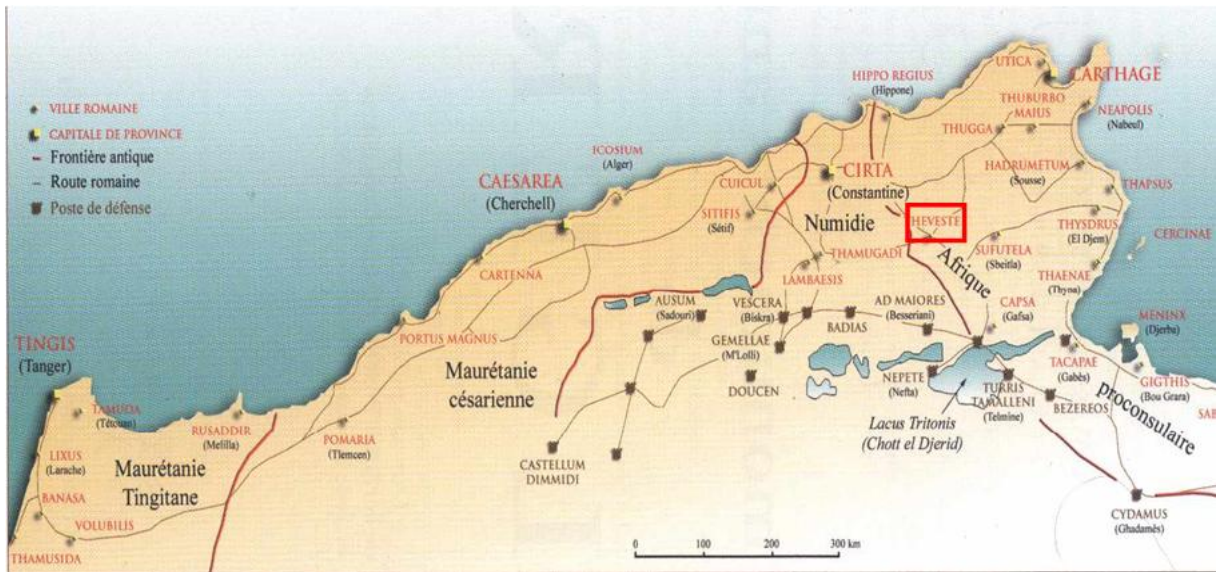 VILLE ROMAINE
CAPITALE DE PROVINCE
Frontière antique
Route romaine
Poste de défense
UTICA
CARTHAGE
HIPPO REGIUS
(Hippone)
THUBURBO
MAIUS
NEAPOLIS
(Nabeul)
THUGGA
ICOSIUM
(Alger)
CIRTA
(Constantine)
HADRUMETUM
(Sousse)
CAESAREA
(Cherchell)
CUICUL
THAPSUS
SITIFIS
(Sétif)
Numidie
HEVESTE
THYSDRUS
(El Djem)
CERCINAE
SUFUTELA
(Sbeitla)
THAMUGADI
CARTENNA
LAMBAESIS
Afrique
THAENAE
(Thyna)
AUSUM
(Sadouri)
VESCERA
(Biskra)
AD MAIORES
(Besseriani)
CAPSA
(Gafsa)
MENINX
(Djerba)
BADIAS
PORTUS MAGNUS
GEMELLAE
(M'Lolli)
TINGIS
(Tanger)
Maurétanie
césarienne
DOUCEN
NEPETE
(Nefta)
TURRIS
TAMALLENI
(Telmine)
TACAPAE
(Gabès)
GIGTHIS
(Bou Grara)
BEZEREOS
proconsulaire
SAB
TAMUDA
(Tétouan)
RUSADDIR
(Melilla)
POMARIA
(Tlemcen)
Lacus Tritonis
(Chott el Djerid)
LIXUS
(Larache)
Maurétanie
Tingitane
CASTELLUM
DIMMIDI
BANASA
VOLUBILIS
CYDAMUS
(Ghadamès)
THAMUSIDA
0 100 200 300 km